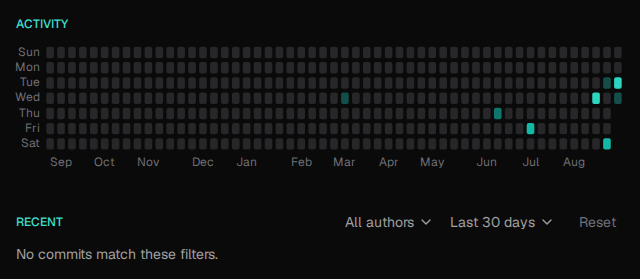 ACTIVITY
Sun
Mon
Tue
Wed
Thu
Fri
Sat
Sep Oct Nov Dec Jan Feb Mar Apr May Jun Jul Aug
RECENT All authors Last 30 days Reset
No commits match these filters.